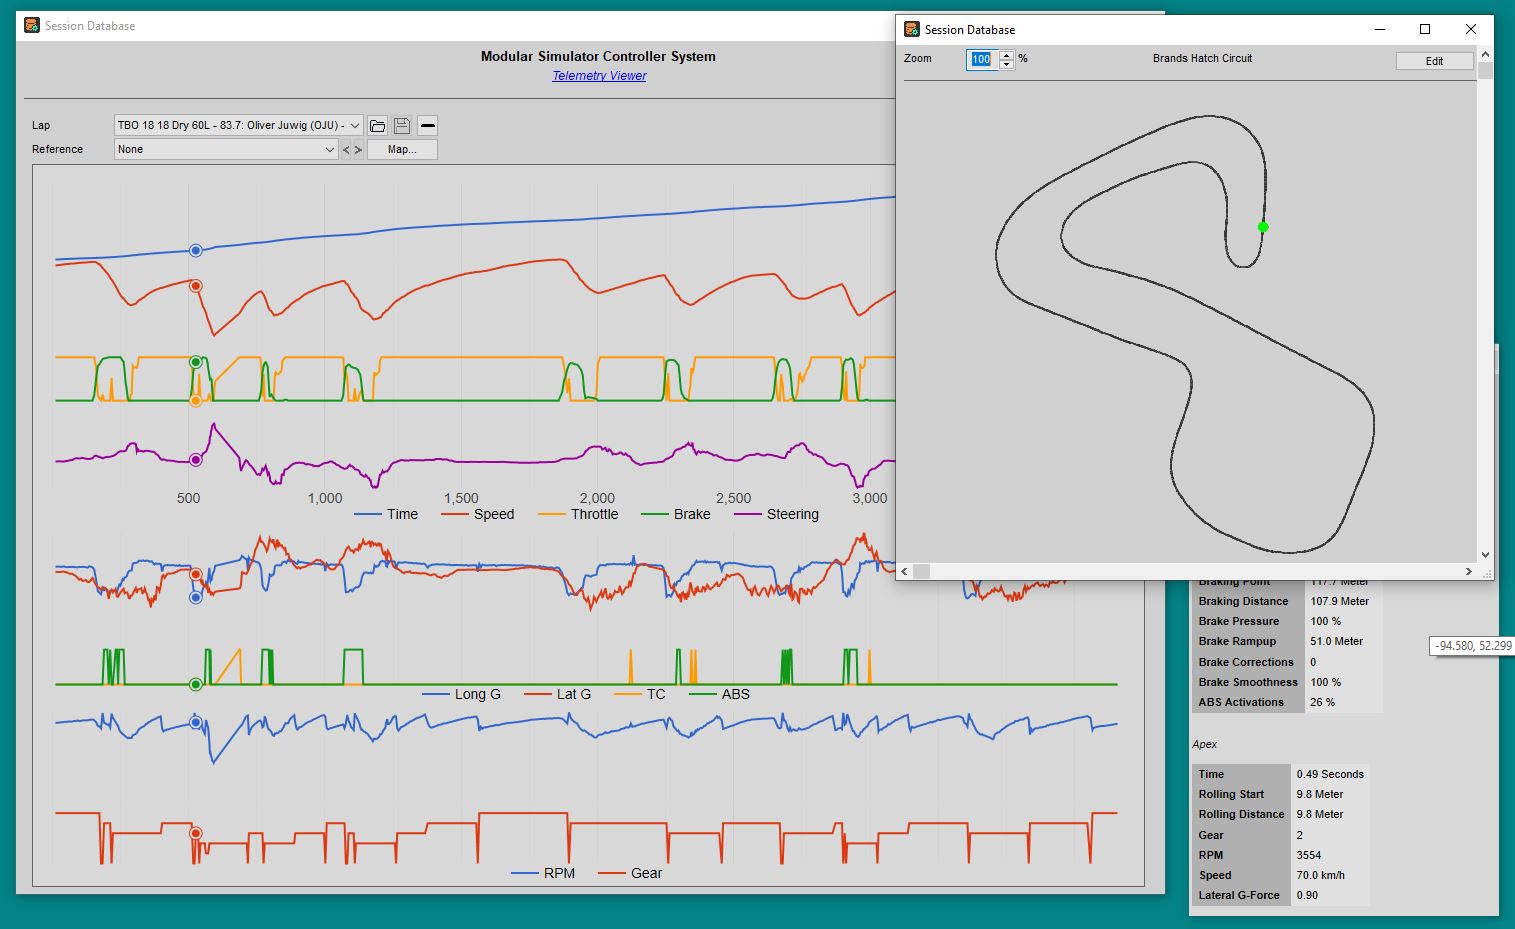 Session Database
Modular Simulator Controller System
Telemetry Viewer
Lap
TBO 18 18 Dry 60L - 83.7: Oliver Juwig (OJU) -
Reference
None
< >
Map...
500 1,000 1,500 2,000 2,500 3,000
Time Speed Throttle Brake Steering
Long G Lat G TC ABS
RPM Gear
Session Database
Zoom 100 % Brands Hatch Circuit Edit
Braking Point 117.7 Meter
Braking Distance 107.9 Meter
Brake Pressure 100 %
Brake Rampup 51.0 Meter
Brake Corrections 0
Brake Smoothness 100 %
ABS Activations 26 %
-94.580, 52.299
Apex
Time 0.49 Seconds
Rolling Start 9.8 Meter
Rolling Distance 9.8 Meter
Gear 2
RPM 3554
Speed 70.0 km/h
Lateral G-Force 0.90